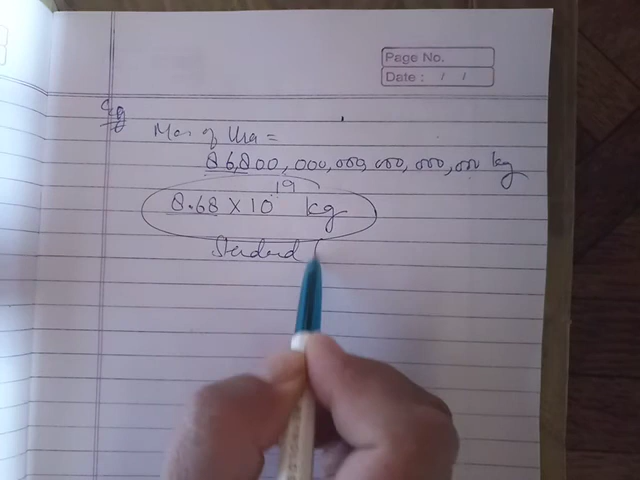 Page No.
Date : / /
Eg
Mass of Ura =
86,800,000,000,000,000,000 kg
8.68 X 10^19 kg
Standard f